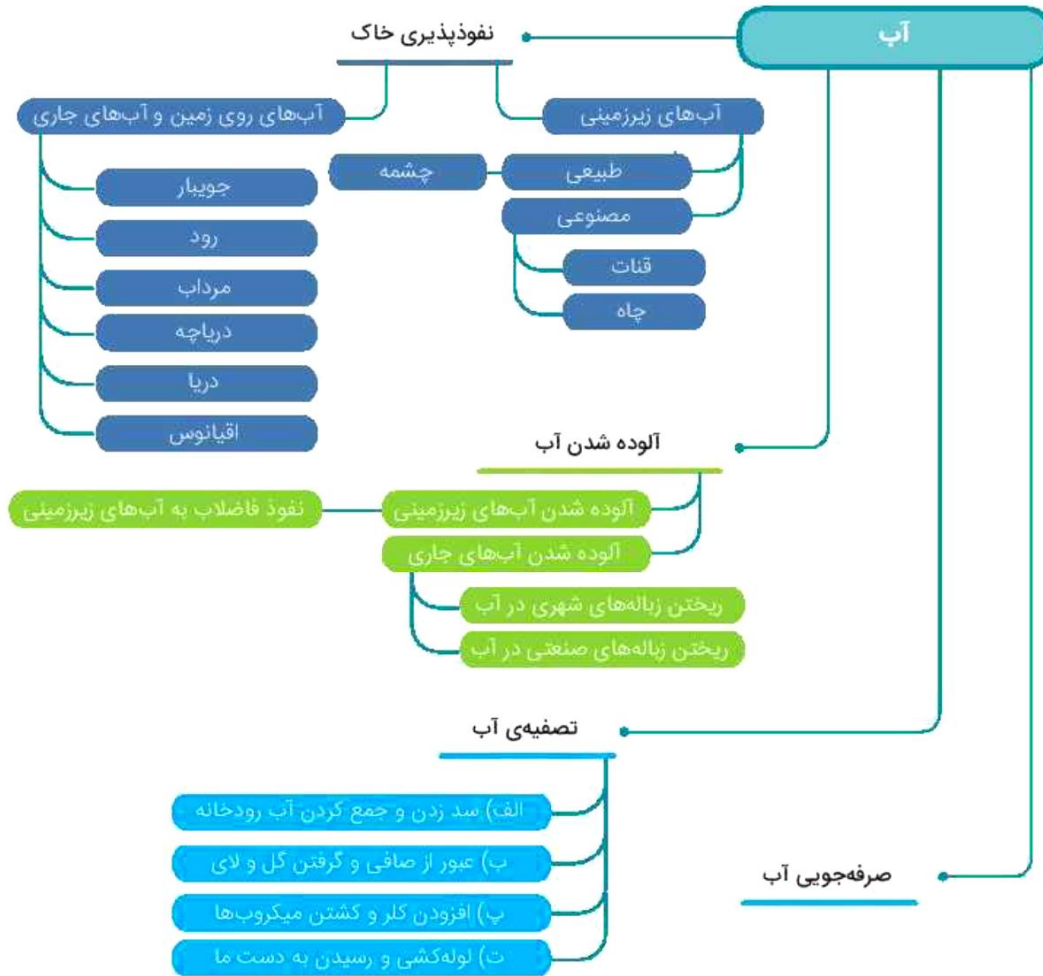 آب
نفوذپذیری خاک
آب‌های زیرزمینی
طبیعی
چشمه
مصنوعی
قنات
چاه
آب‌های روی زمین و آب‌های جاری
جویبار
رود
مرداب
دریاچه
دریا
اقیانوس
آلوده شدن آب
آلوده شدن آب‌های زیرزمینی
نفوذ فاضلاب به آب‌های زیرزمینی
آلوده شدن آب‌های جاری
ریختن زباله‌های شهری در آب
ریختن زباله‌های صنعتی در آب
تصفیه‌ی آب
الف) سد زدن و جمع کردن آب رودخانه
ب) عبور از صافی و گرفتن گل و لای
پ) افزودن کلر و کشتن میکروب‌ها
ت) لوله‌کشی و رسیدن به دست ما
صرفه‌جویی آب